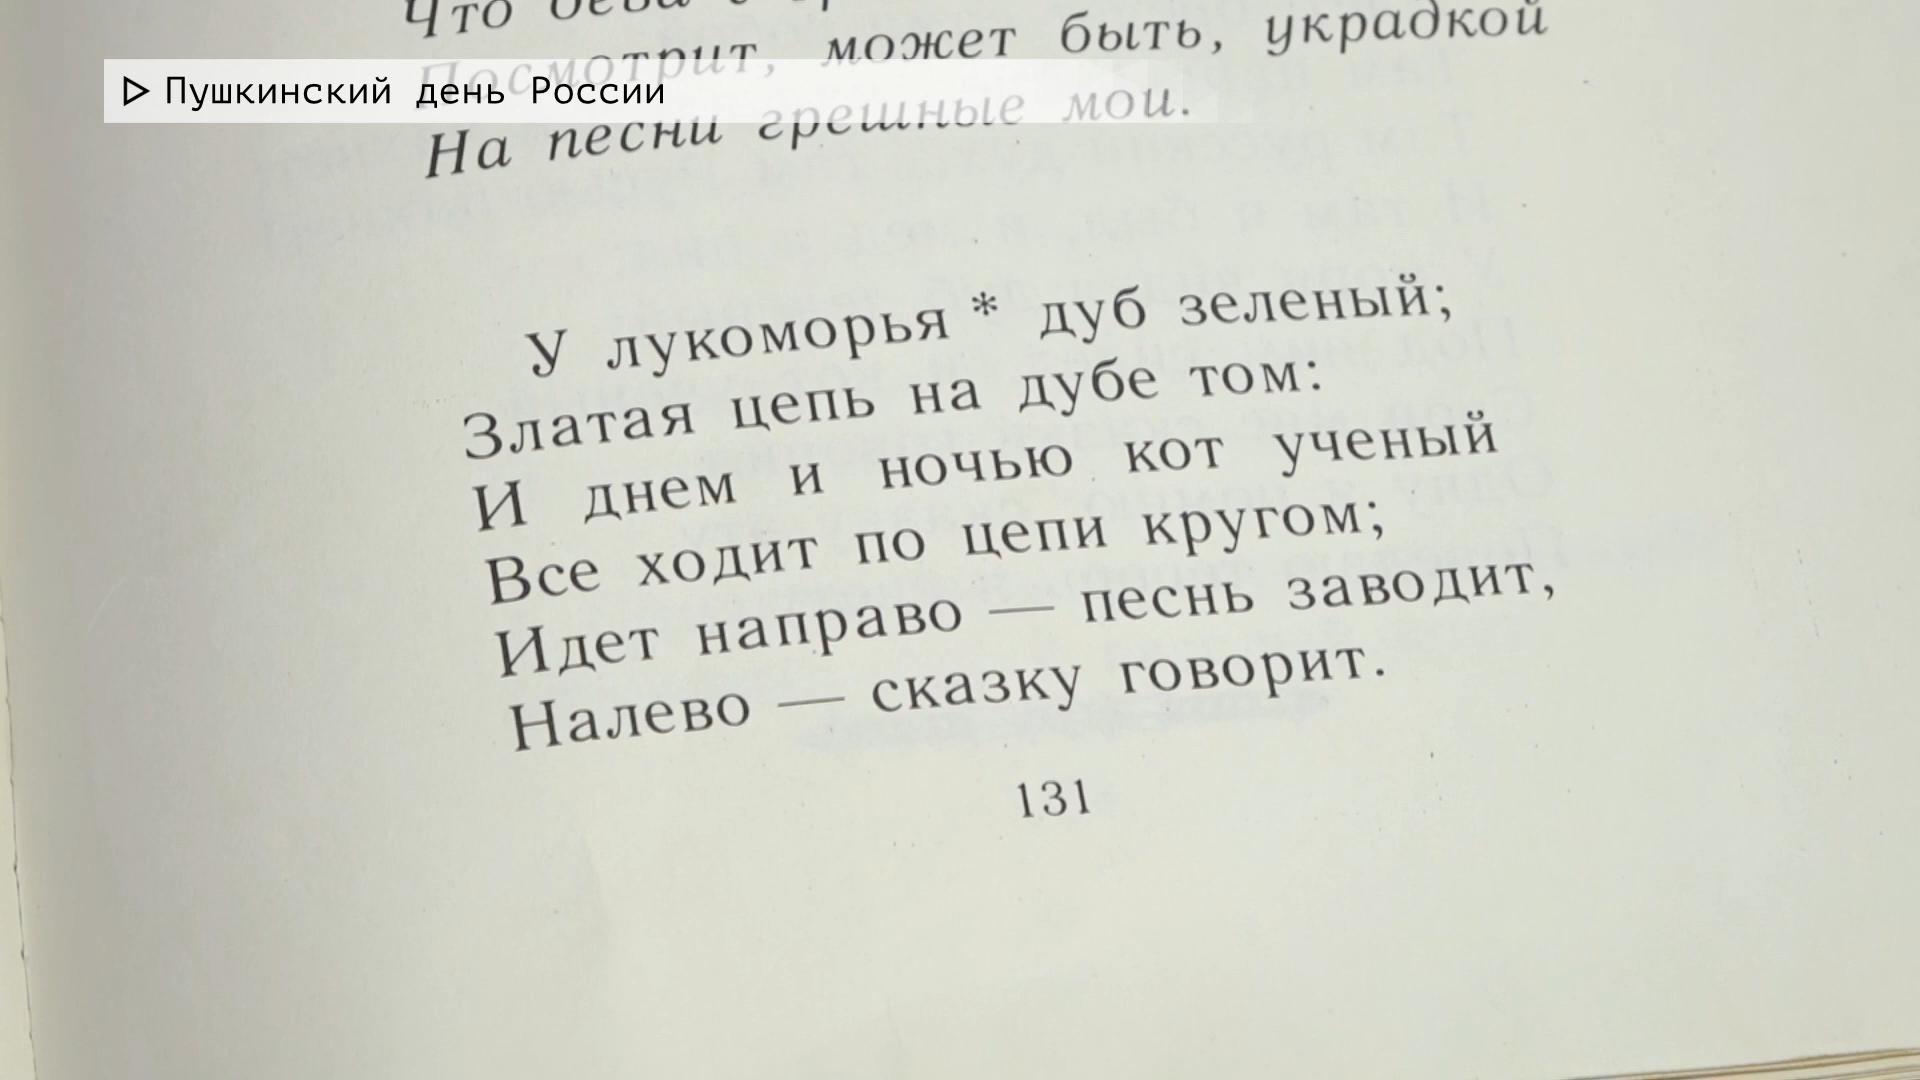 Что
Посмотрит, может быть, украдкой
Пушкинский день России
На песни грешные мои.
У лукоморья * дуб зеленый;
Златая цепь на дубе том:
И днем и ночью кот ученый
Все ходит по цепи кругом;
Идет направо — песнь заводит,
Налево — сказку говорит.
131